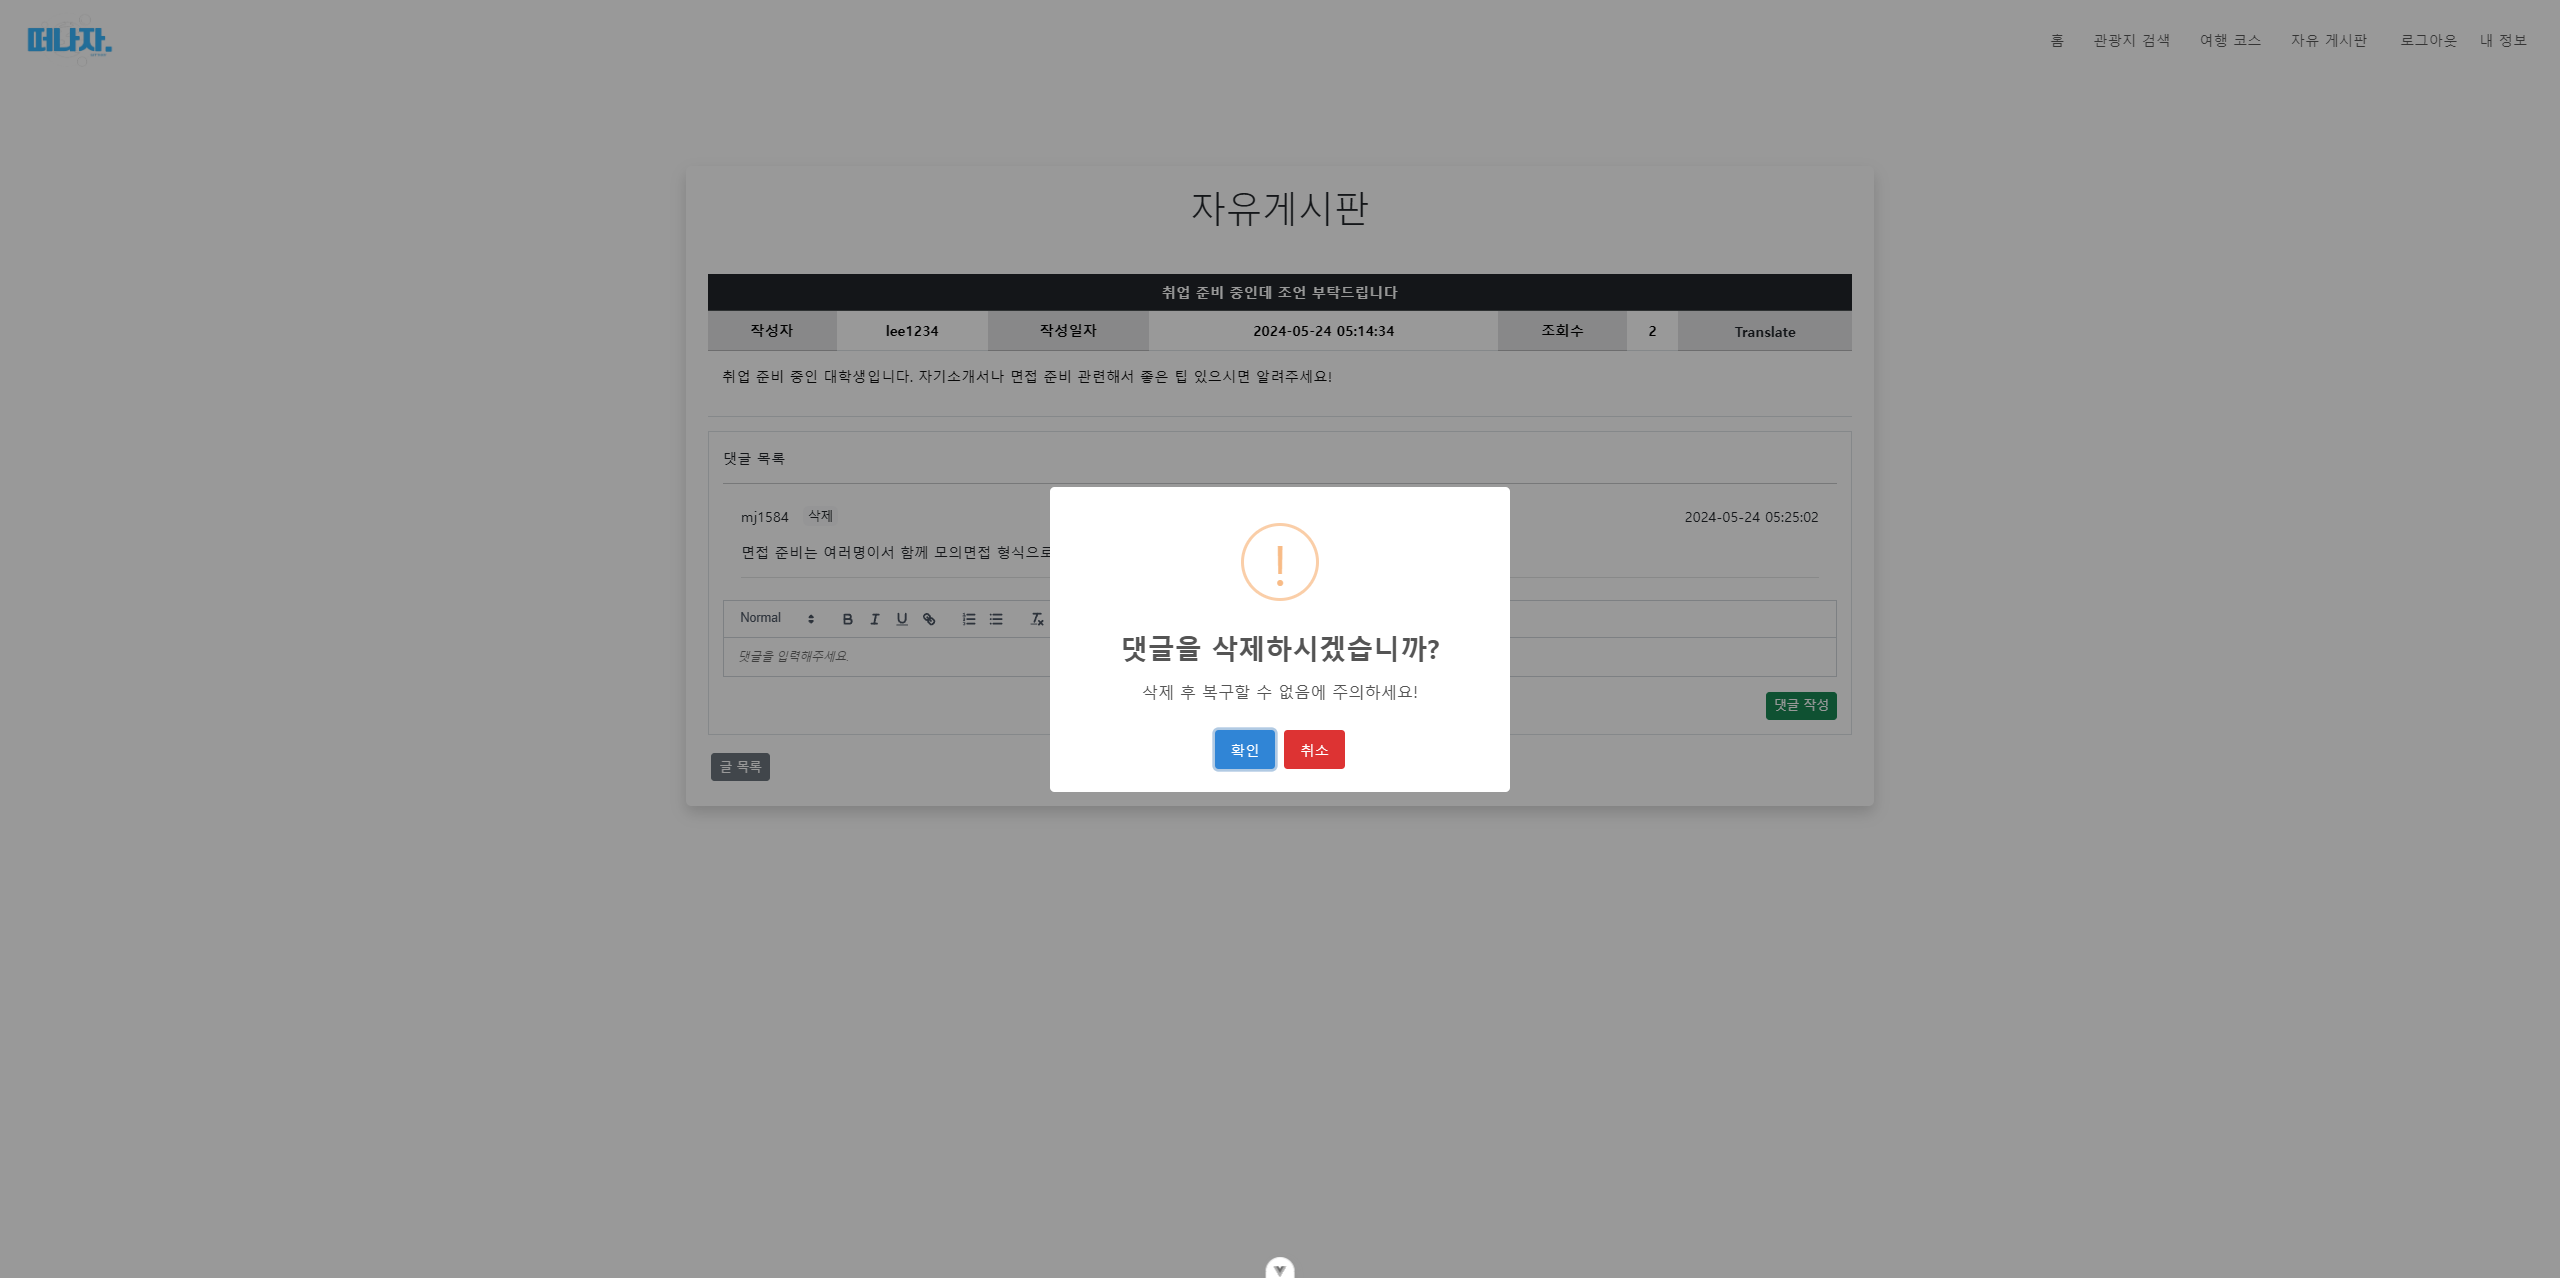 떠나자.
홈 관광지 검색 여행 코스 자유 게시판 로그아웃 내 정보
자유게시판
취업 준비 중인데 조언 부탁드립니다
작성자 lee1234 작성일자 2024-05-24 05:14:34 조회수 2 Translate
취업 준비 중인 대학생입니다. 자기소개서나 면접 준비 관련해서 좋은 팁 있으시면 알려주세요!
댓글 목록
mj1584 삭제 2024-05-24 05:25:02
면접 준비는 여러명이서 함께 모의면접 형식으로
Normal
댓글을 입력해주세요.
댓글 작성
글 목록
!
댓글을 삭제하시겠습니까?
삭제 후 복구할 수 없음에 주의하세요!
확인 취소